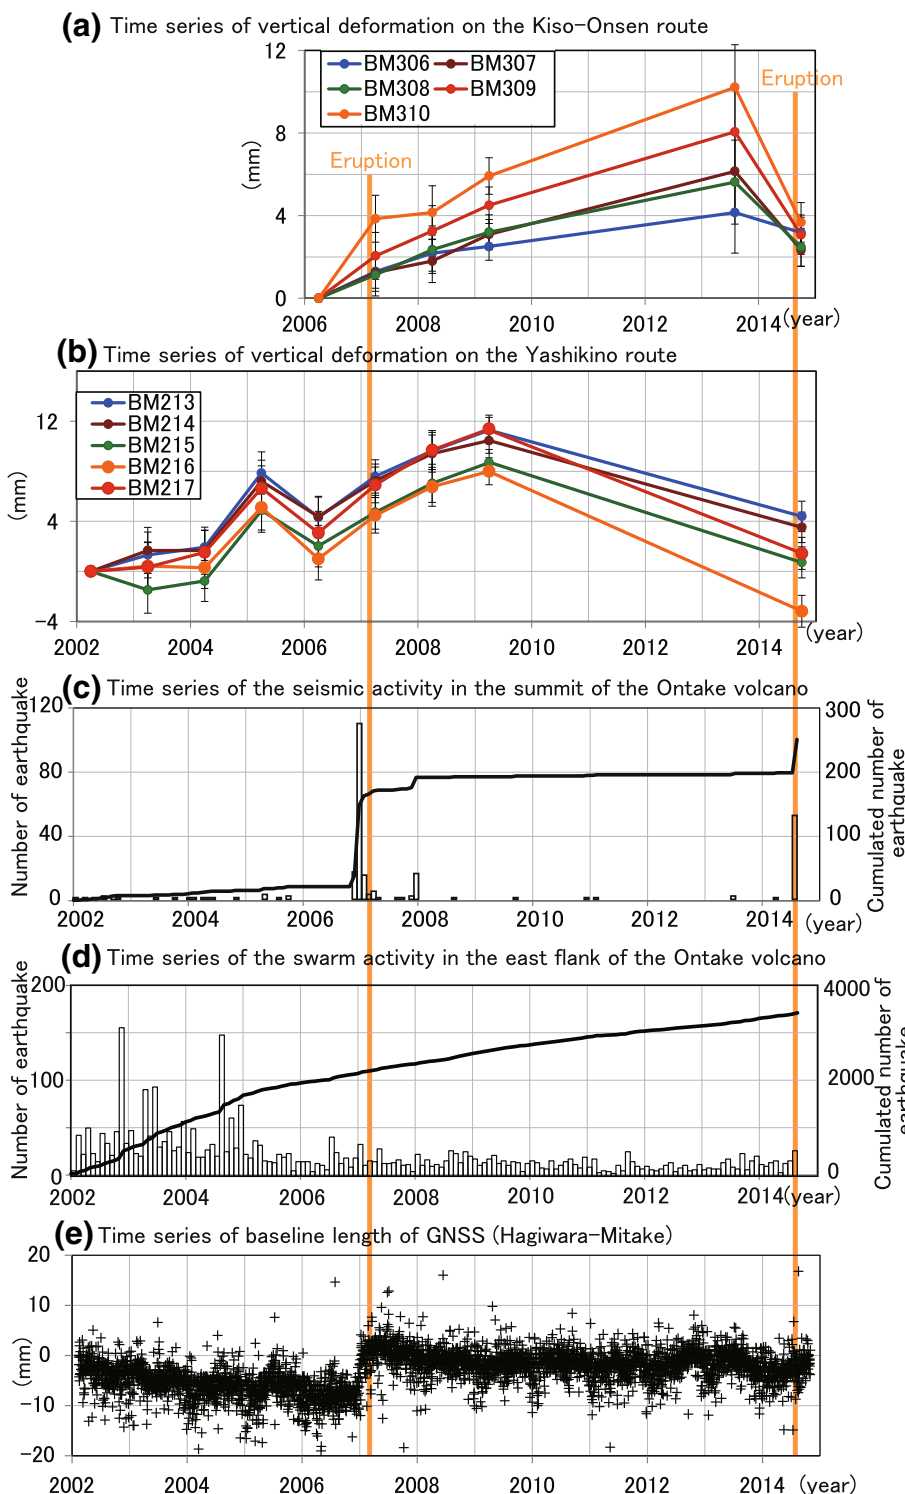 (a) Time series of vertical deformation on the Kiso-Onsen route
12
8
4
0
(mm)
BM306 BM307
BM308 BM309
BM310
Eruption
Eruption
2006 2008 2010 2012 2014 (year)
(b) Time series of vertical deformation on the Yashikino route
12
4
-4
(mm)
BM213
BM214
BM215
BM216
BM217
2002 2004 2006 2008 2010 2012 2014 (year)
(c) Time series of the seismic activity in the summit of the Ontake volcano
Number of earthquake
120
80
40
0
300
200
100
0
Cumulated number of
earthquake
2002 2004 2006 2008 2010 2012 2014 (year)
(d) Time series of the swarm activity in the east flank of the Ontake volcano
Number of earthquake
200
100
0
4000
2000
0
Cumulated number of
earthquake
2002 2004 2006 2008 2010 2012 2014 (year)
(e) Time series of baseline length of GNSS (Hagiwara-Mitake)
20
10
0
-10
-20
(mm)
2002 2004 2006 2008 2010 2012 2014 (year)